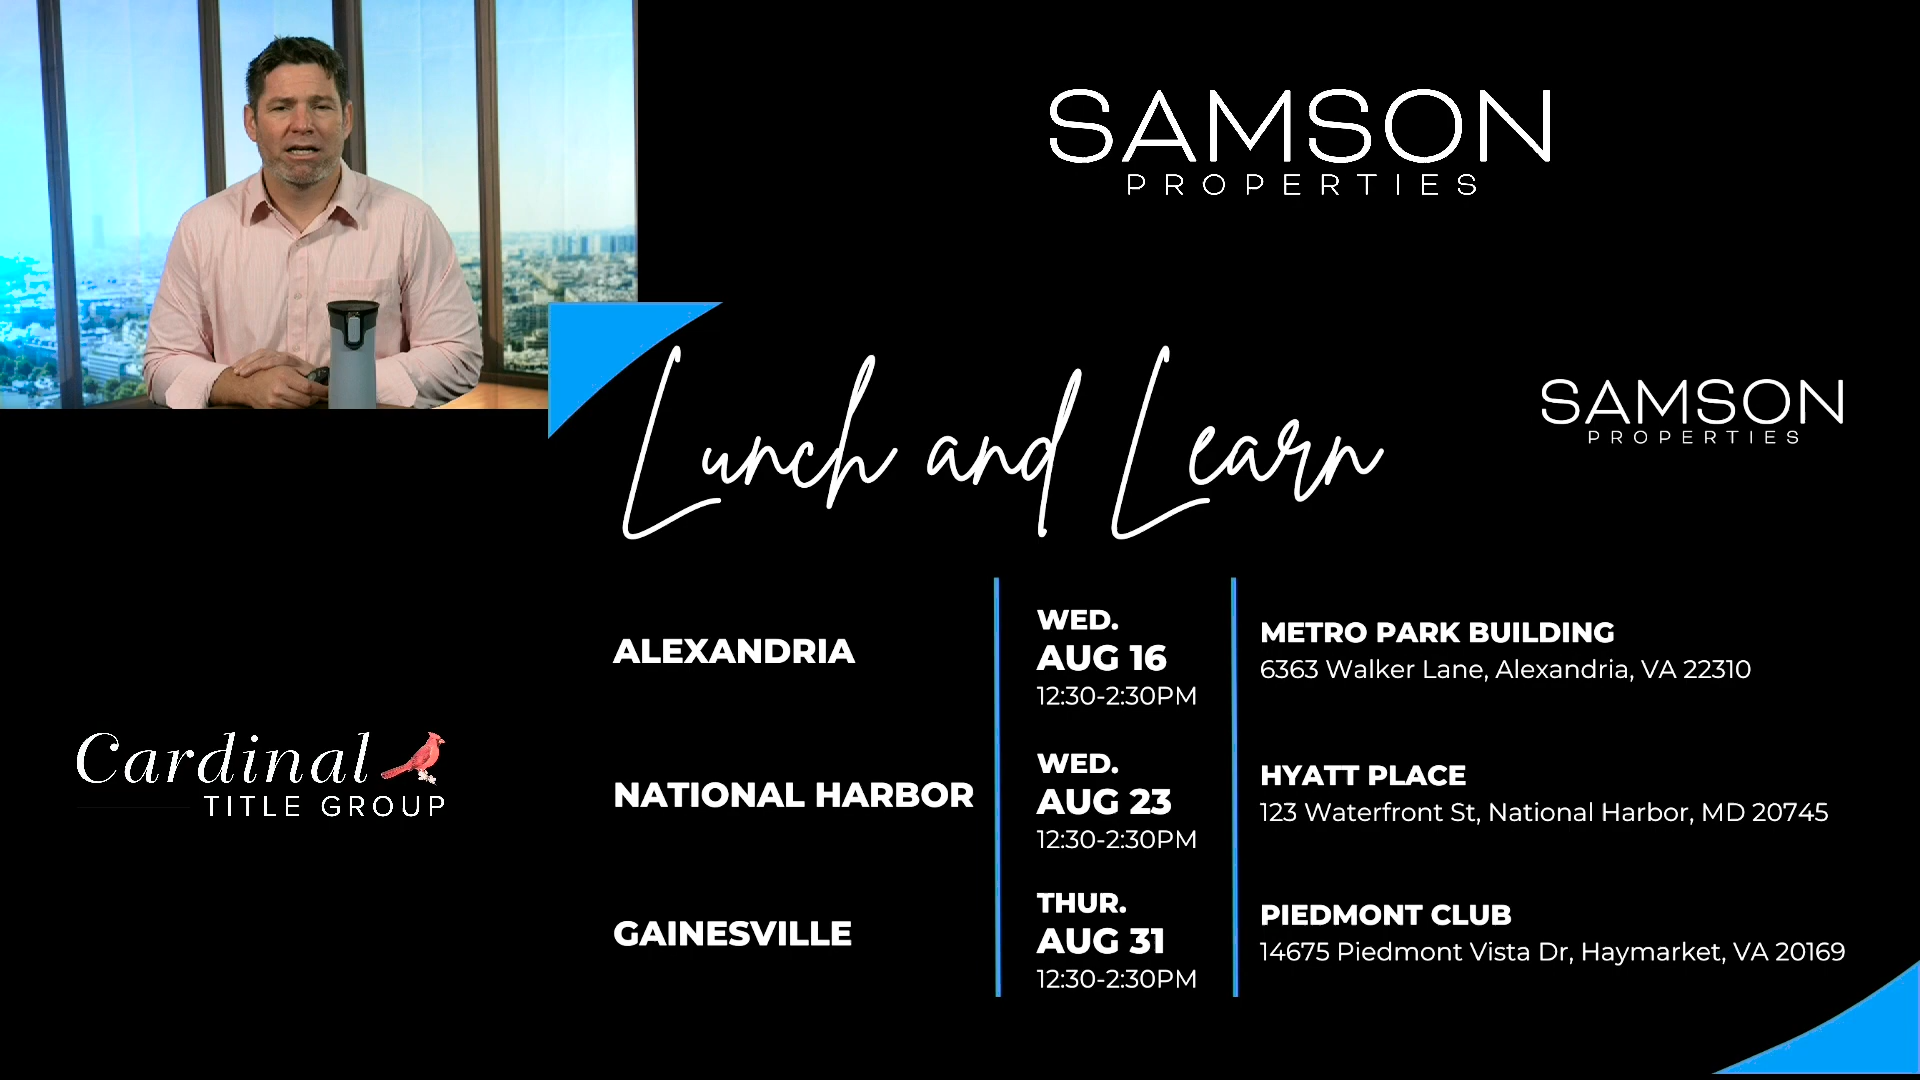 SAMSON
PROPERTIES
Lunch and Learn
SAMSON
PROPERTIES
ALEXANDRIA
WED.
AUG 16
12:30-2:30PM
METRO PARK BUILDING
6363 Walker Lane, Alexandria, VA 22310
NATIONAL HARBOR
WED.
AUG 23
12:30-2:30PM
HYATT PLACE
123 Waterfront St, National Harbor, MD 20745
GAINESVILLE
THUR.
AUG 31
12:30-2:30PM
PIEDMONT CLUB
14675 Piedmont Vista Dr, Haymarket, VA 20169
Cardinal
TITLE GROUP